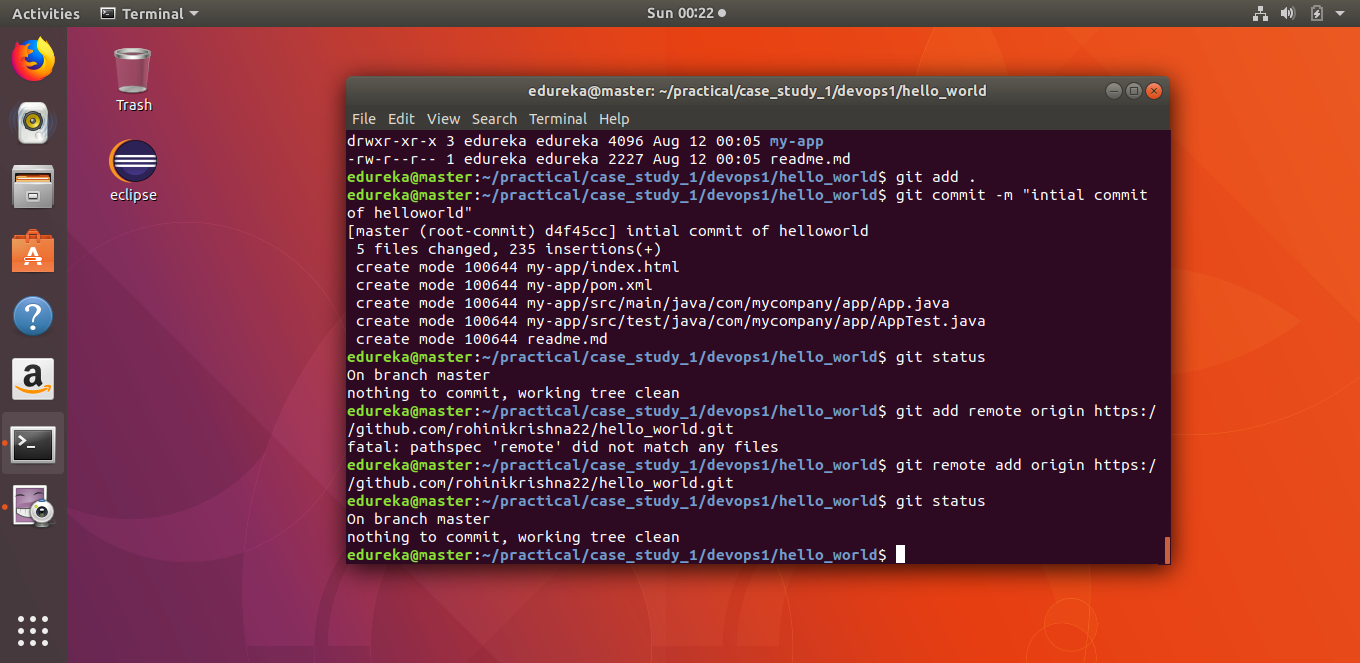 Activities Terminal Sun 00:22
Trash
eclipse
edureka@master: ~/practical/case_study_1/devops1/hello_world
File Edit View Search Terminal Help
drwxr-xr-x 3 edureka edureka 4096 Aug 12 00:05 my-app
-rw-r--r-- 1 edureka edureka 2227 Aug 12 00:05 readme.md
edureka@master:~/practical/case_study_1/devops1/hello_world$ git add .
edureka@master:~/practical/case_study_1/devops1/hello_world$ git commit -m "intial commit
of helloworld"
[master (root-commit) d4f45cc] intial commit of helloworld
 5 files changed, 235 insertions(+)
 create mode 100644 my-app/index.html
 create mode 100644 my-app/pom.xml
 create mode 100644 my-app/src/main/java/com/mycompany/app/App.java
 create mode 100644 my-app/src/test/java/com/mycompany/app/AppTest.java
 create mode 100644 readme.md
edureka@master:~/practical/case_study_1/devops1/hello_world$ git status
On branch master
nothing to commit, working tree clean
edureka@master:~/practical/case_study_1/devops1/hello_world$ git add remote origin https:/
/github.com/rohinikrishna22/hello_world.git
fatal: pathspec 'remote' did not match any files
edureka@master:~/practical/case_study_1/devops1/hello_world$ git remote add origin https:/
/github.com/rohinikrishna22/hello_world.git
edureka@master:~/practical/case_study_1/devops1/hello_world$ git status
On branch master
nothing to commit, working tree clean
edureka@master:~/practical/case_study_1/devops1/hello_world$